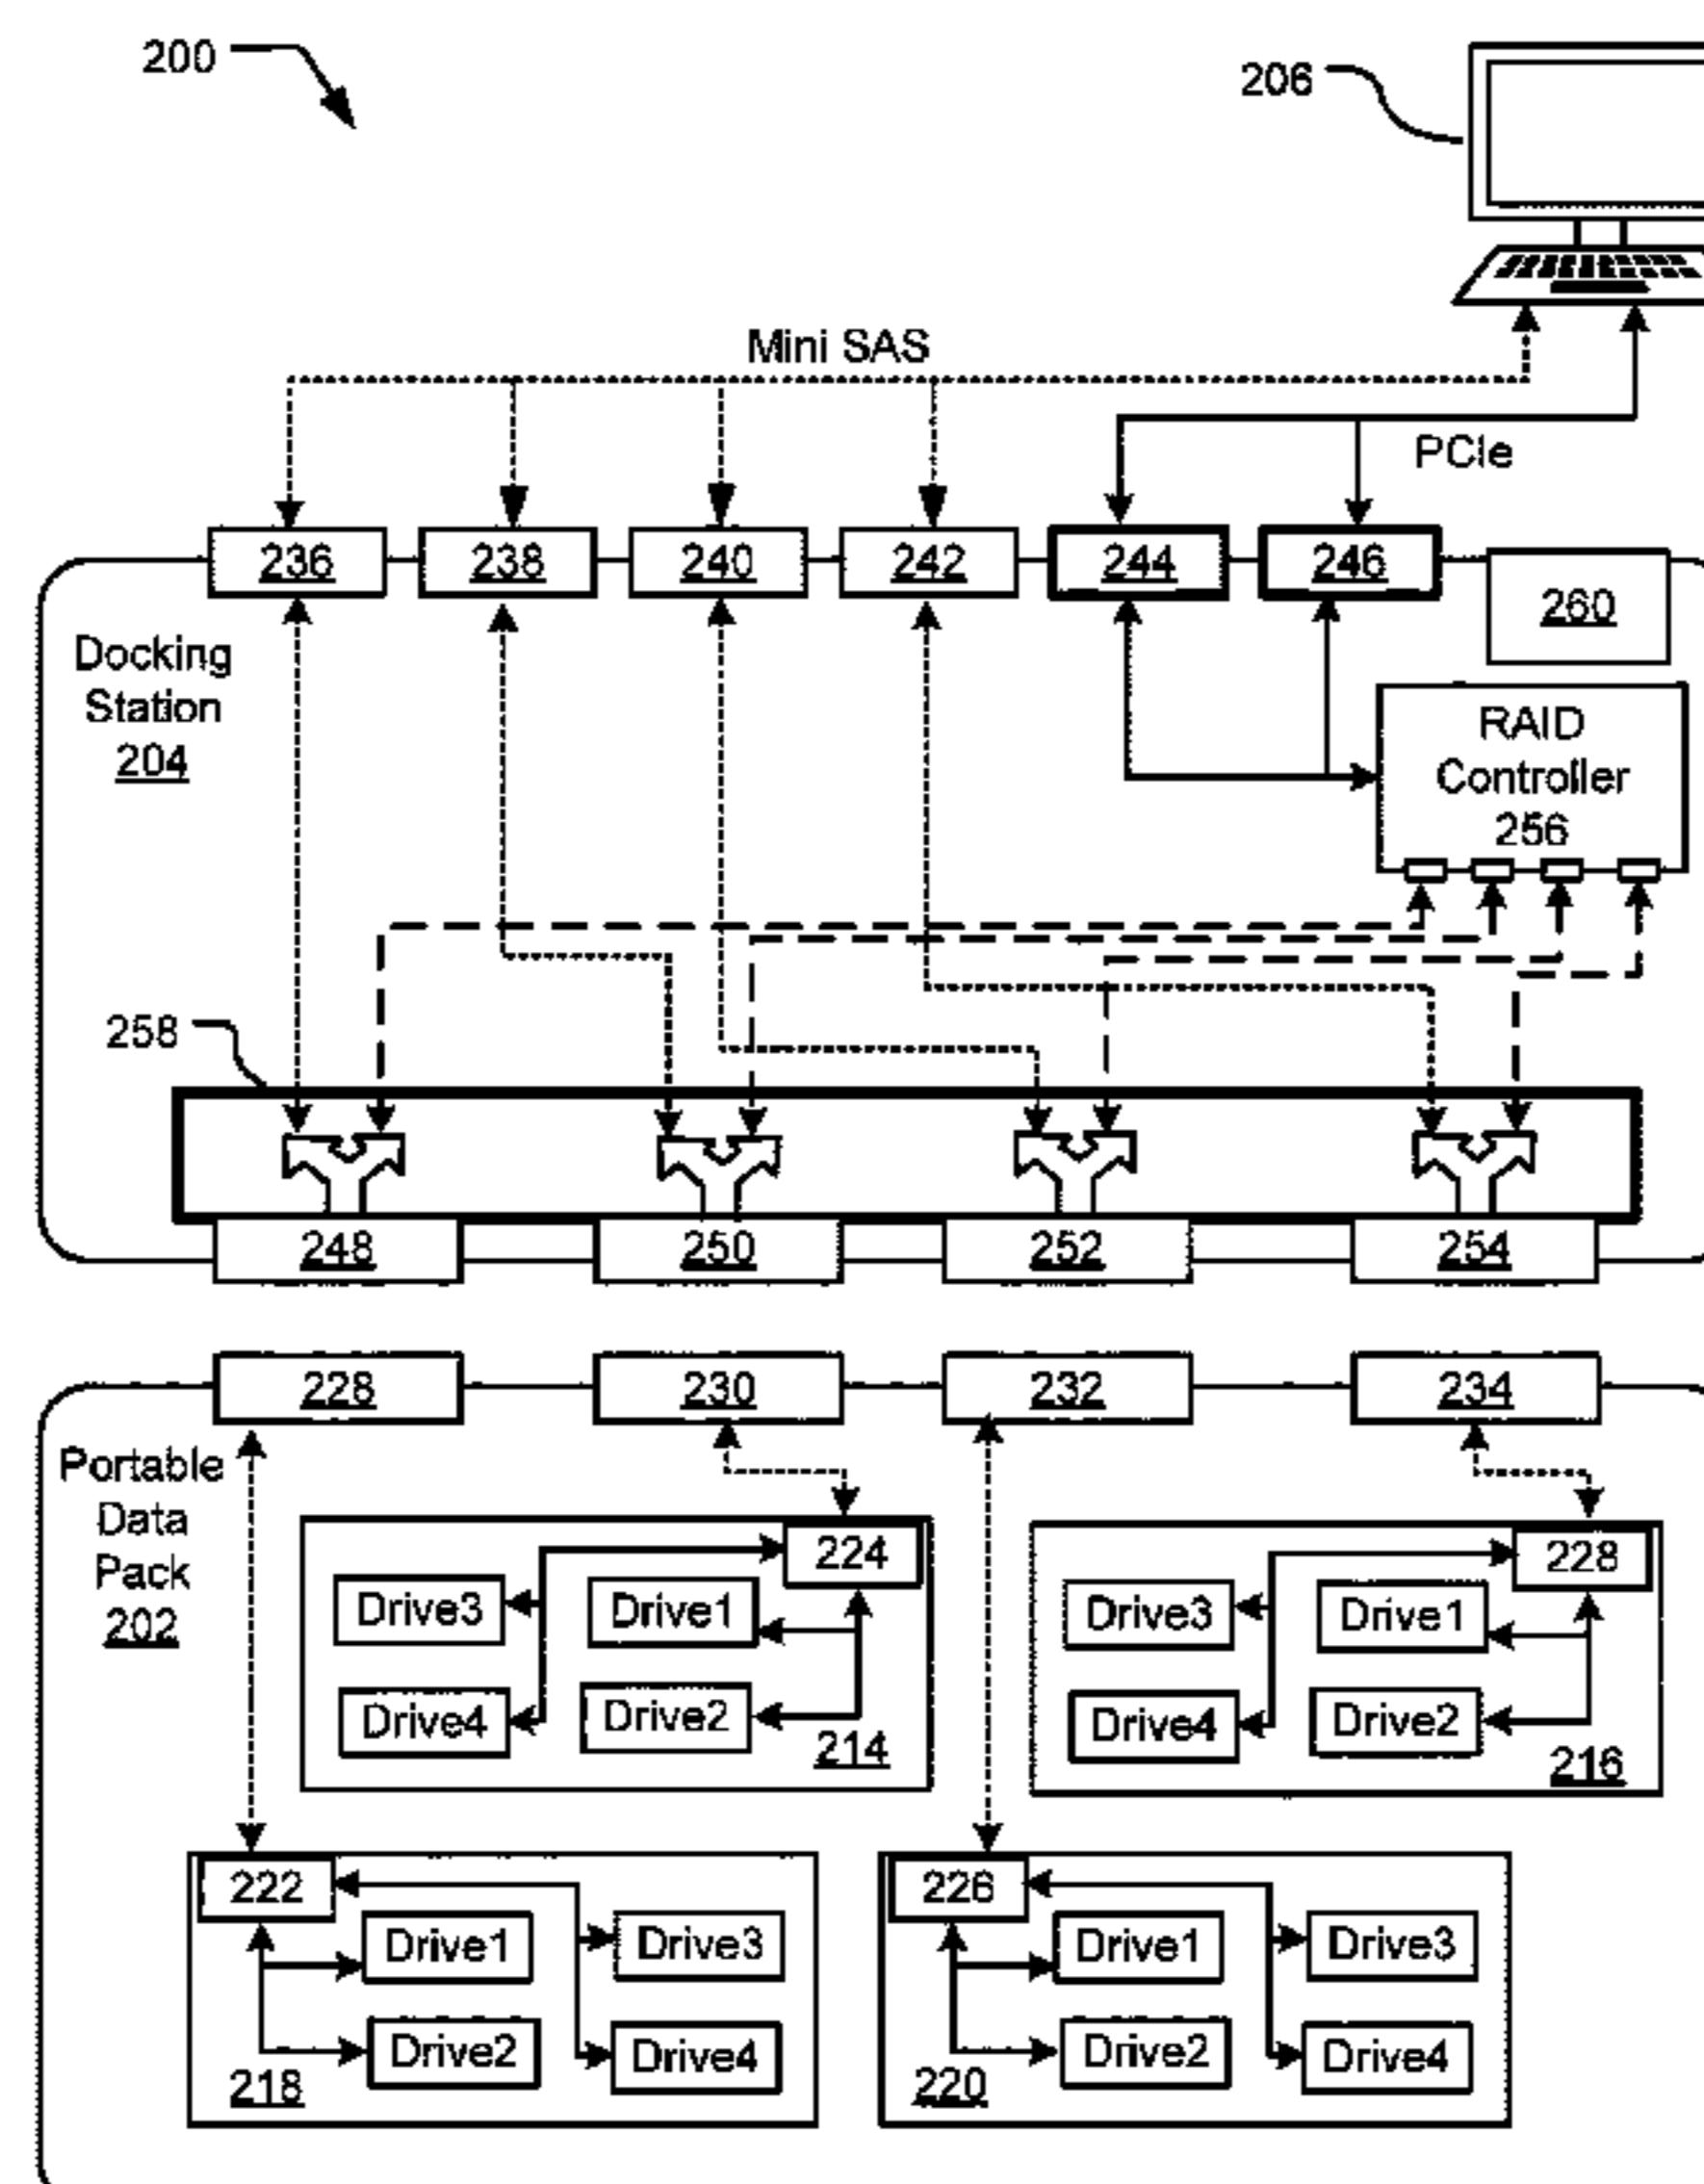 200
206
Mini SAS
PCIe
236
238
240
242
244
246
260
Docking
Station
204
RAID
Controller
256
258
248
250
252
254
228
230
232
234
Portable
Data
Pack
202
224
Drive3
Drive1
Drive4
Drive2
214
228
Drive3
Drive1
Drive4
Drive2
216
222
Drive1
Drive3
Drive2
Drive4
218
226
Drive1
Drive3
Drive2
Drive4
220